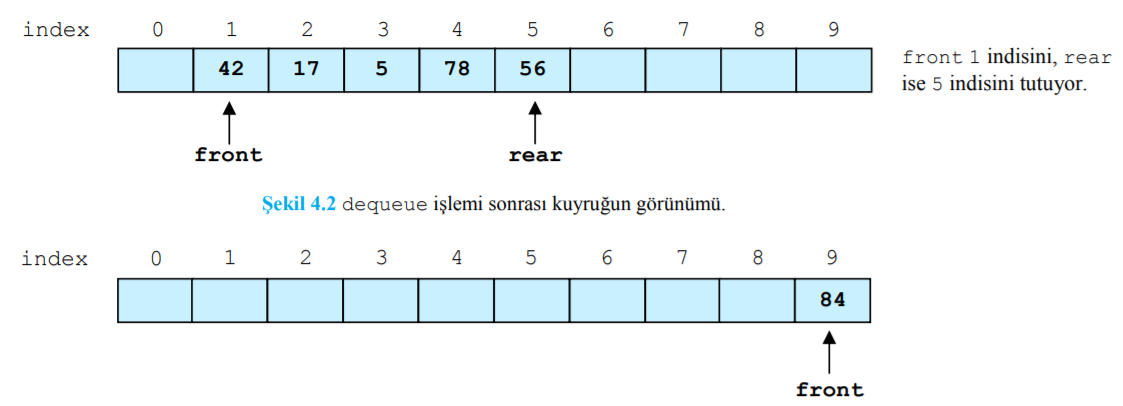 index 0 1 2 3 4 5 6 7 8 9
42 17 5 78 56
front 1 indisini, rear
ise 5 indisini tutuyor.
front rear
Şekil 4.2 dequeue işlemi sonrası kuyruğun görünümü.
index 0 1 2 3 4 5 6 7 8 9
84
front